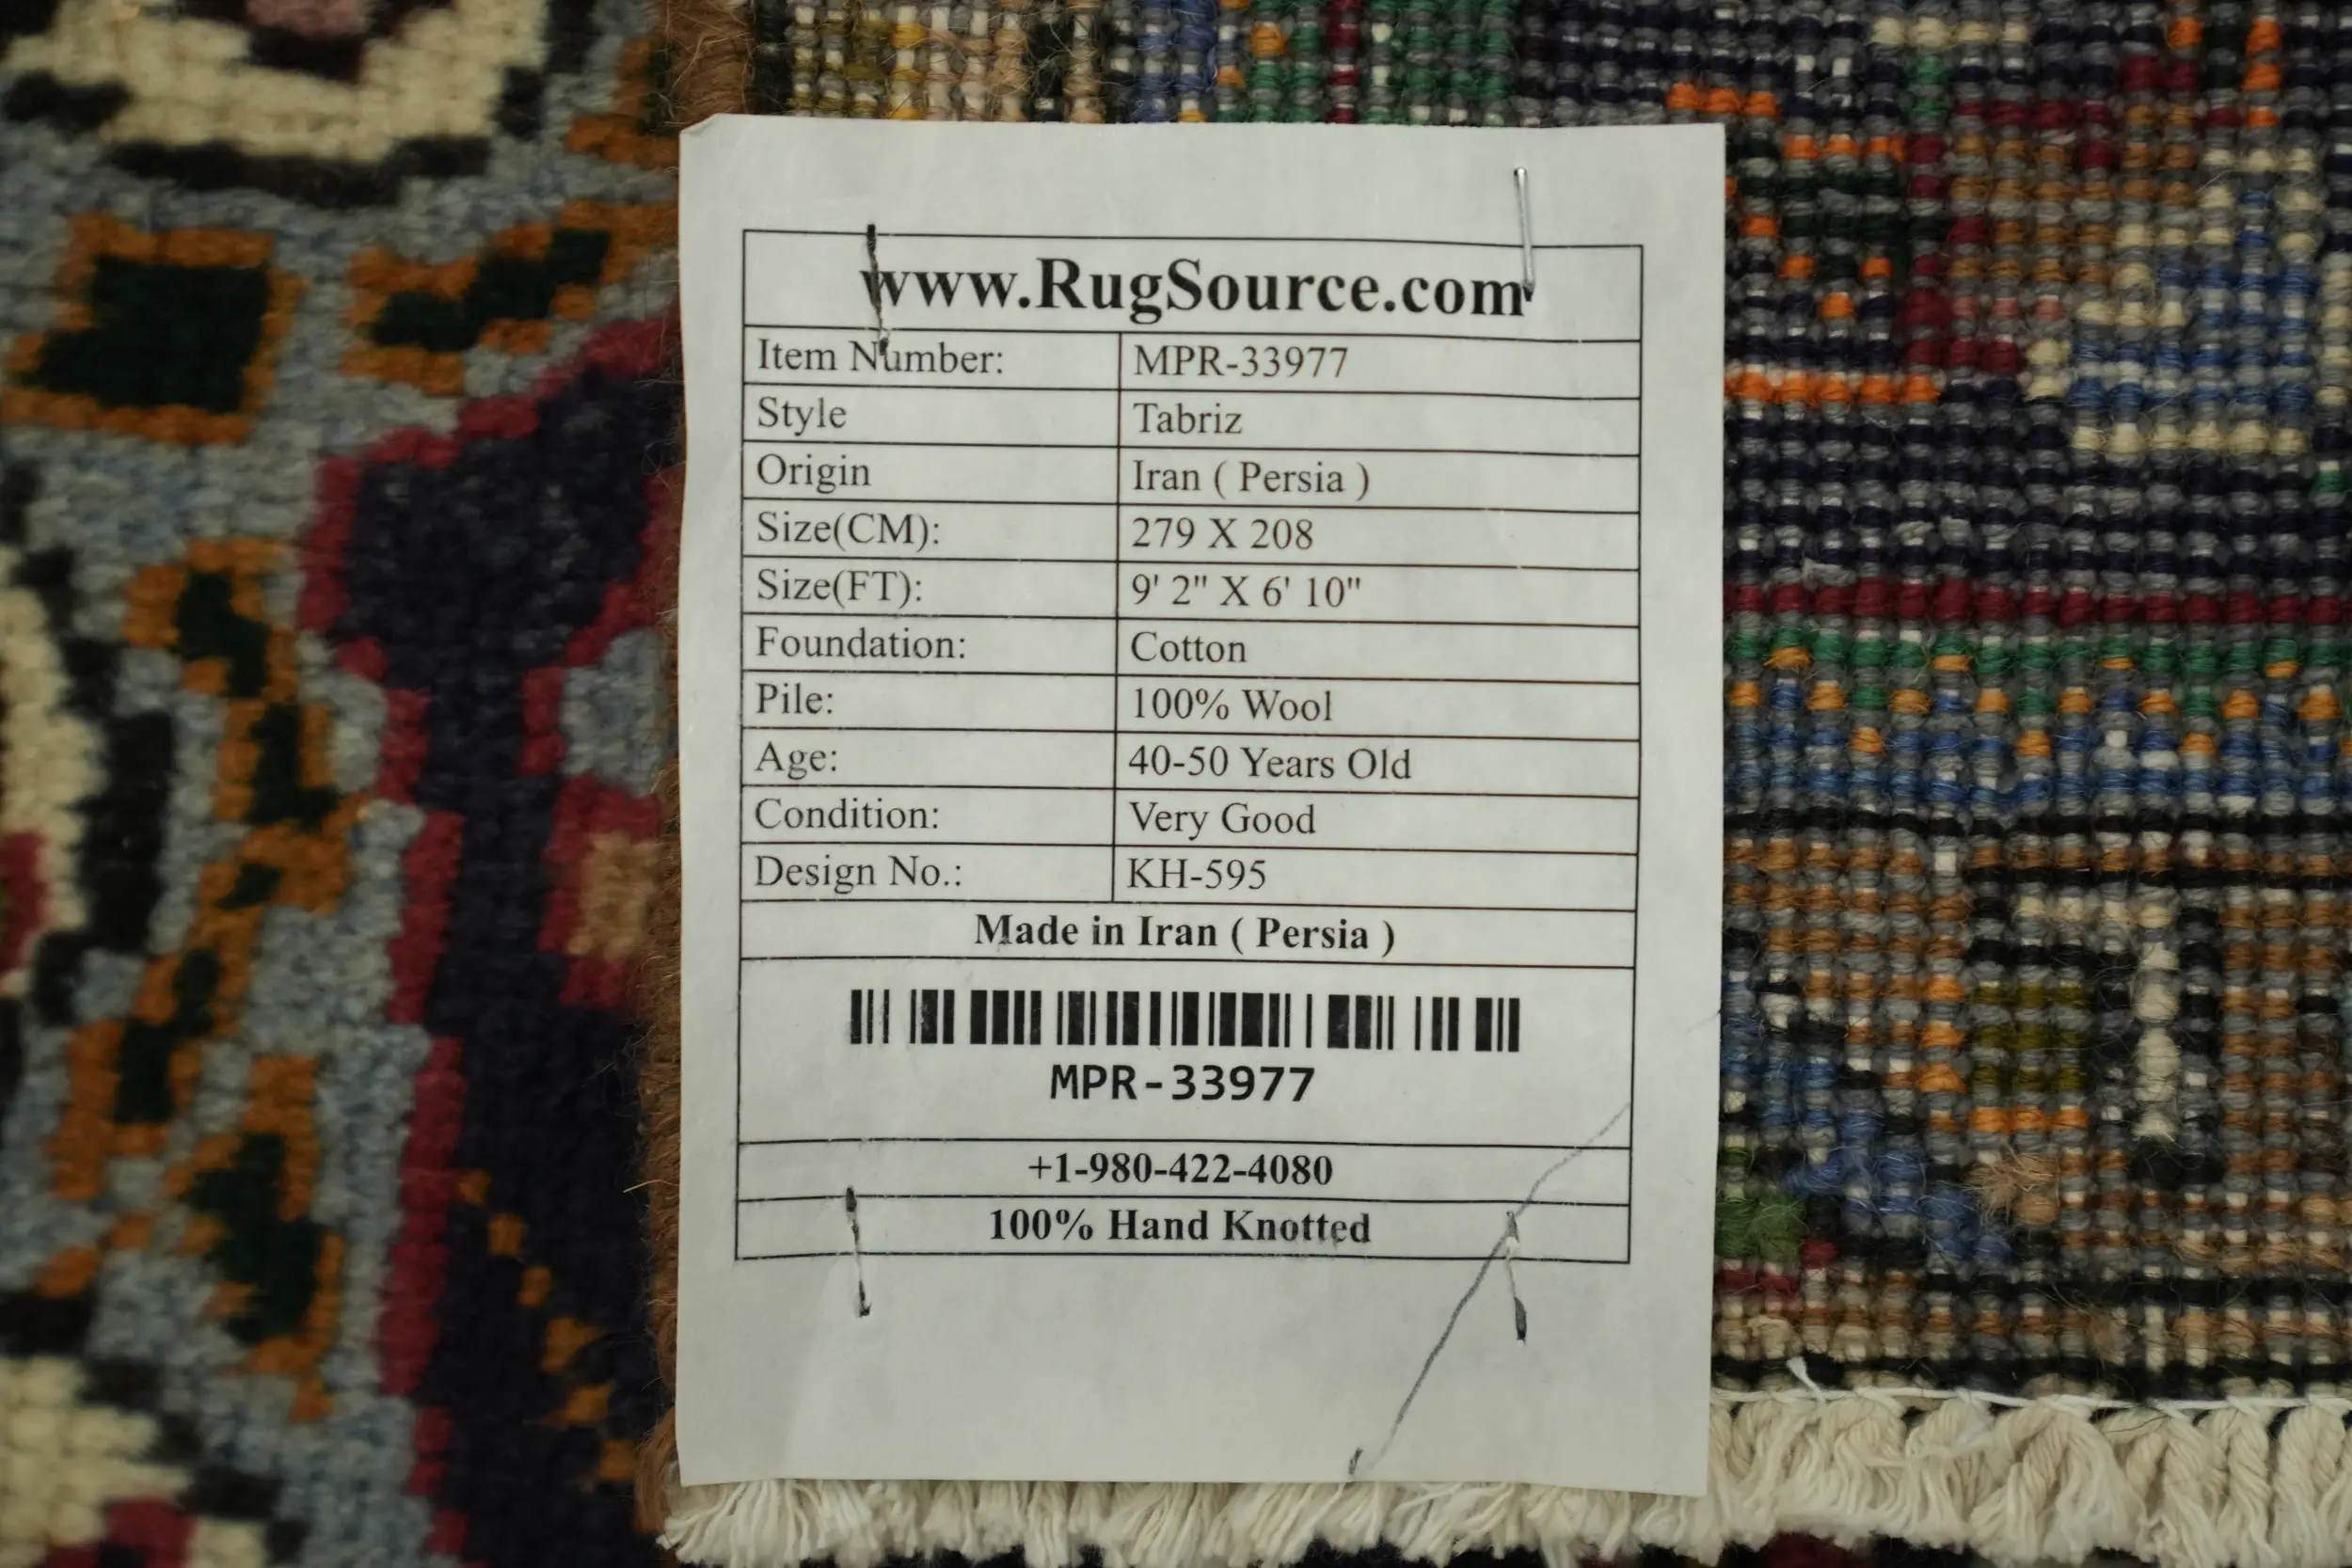 www.RugSource.com
Item Number: MPR-33977
Style Tabriz
Origin Iran ( Persia )
Size(CM): 279 X 208
Size(FT): 9' 2" X 6' 10"
Foundation: Cotton
Pile: 100% Wool
Age: 40-50 Years Old
Condition: Very Good
Design No.: KH-595
Made in Iran ( Persia )
MPR-33977
+1-980-422-4080
100% Hand Knotted